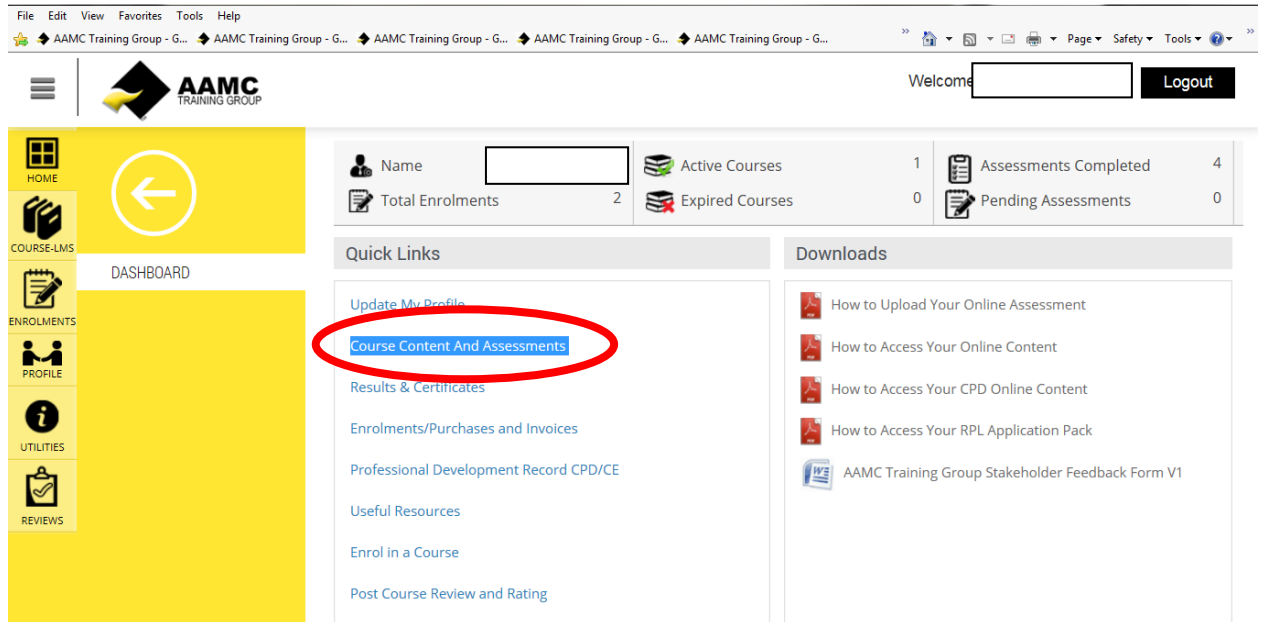 File Edit View Favorites Tools Help
AAMC Training Group - G... AAMC Training Group - G... AAMC Training Group - G... AAMC Training Group - G... AAMC Training Group - G... » Page Safety Tools »
AAMC
TRAINING GROUP
Welcome
Logout
HOME
COURSE-LMS
ENROLMENTS
PROFILE
UTILITIES
REVIEWS
DASHBOARD
Name
Active Courses 1
Assessments Completed 4
Total Enrolments 2
Expired Courses 0
Pending Assessments 0
Quick Links
Update My Profile
Course Content And Assessments
Results & Certificates
Enrolments/Purchases and Invoices
Professional Development Record CPD/CE
Useful Resources
Enrol in a Course
Post Course Review and Rating
Downloads
How to Upload Your Online Assessment
How to Access Your Online Content
How to Access Your CPD Online Content
How to Access Your RPL Application Pack
AAMC Training Group Stakeholder Feedback Form V1